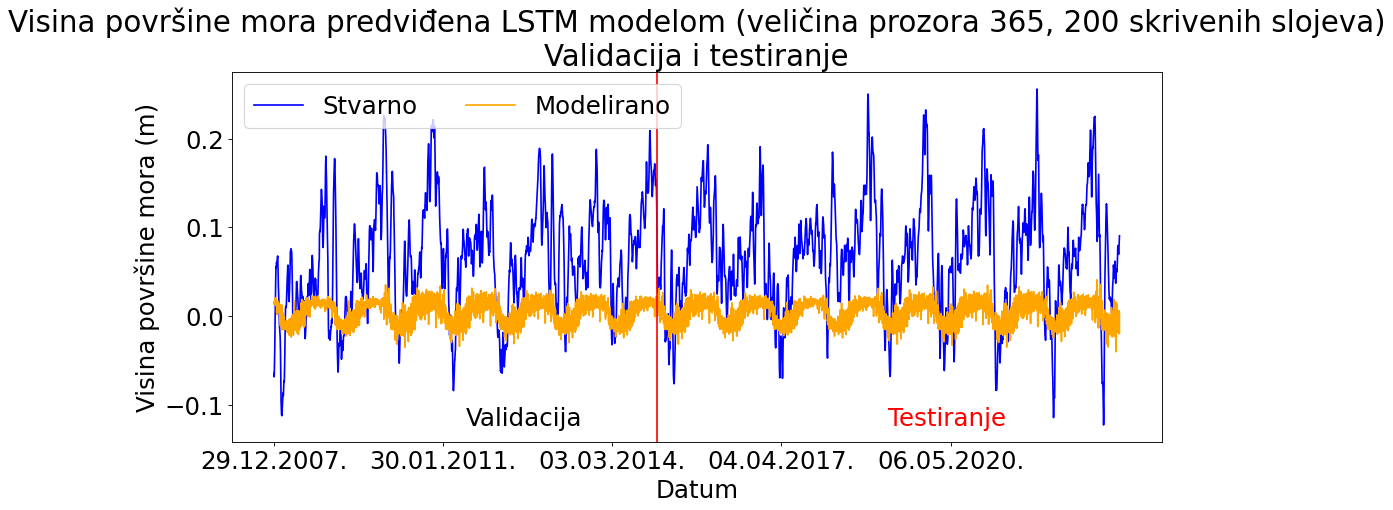 Visina površine mora predviđena LSTM modelom (veličina prozora 365, 200 skrivenih slojeva)
Validacija i testiranje
Stvarno
Modelirano
Visina površine mora (m)
0.2
0.1
0.0
−0.1
Validacija
Testiranje
29.12.2007.
30.01.2011.
03.03.2014.
04.04.2017.
06.05.2020.
Datum